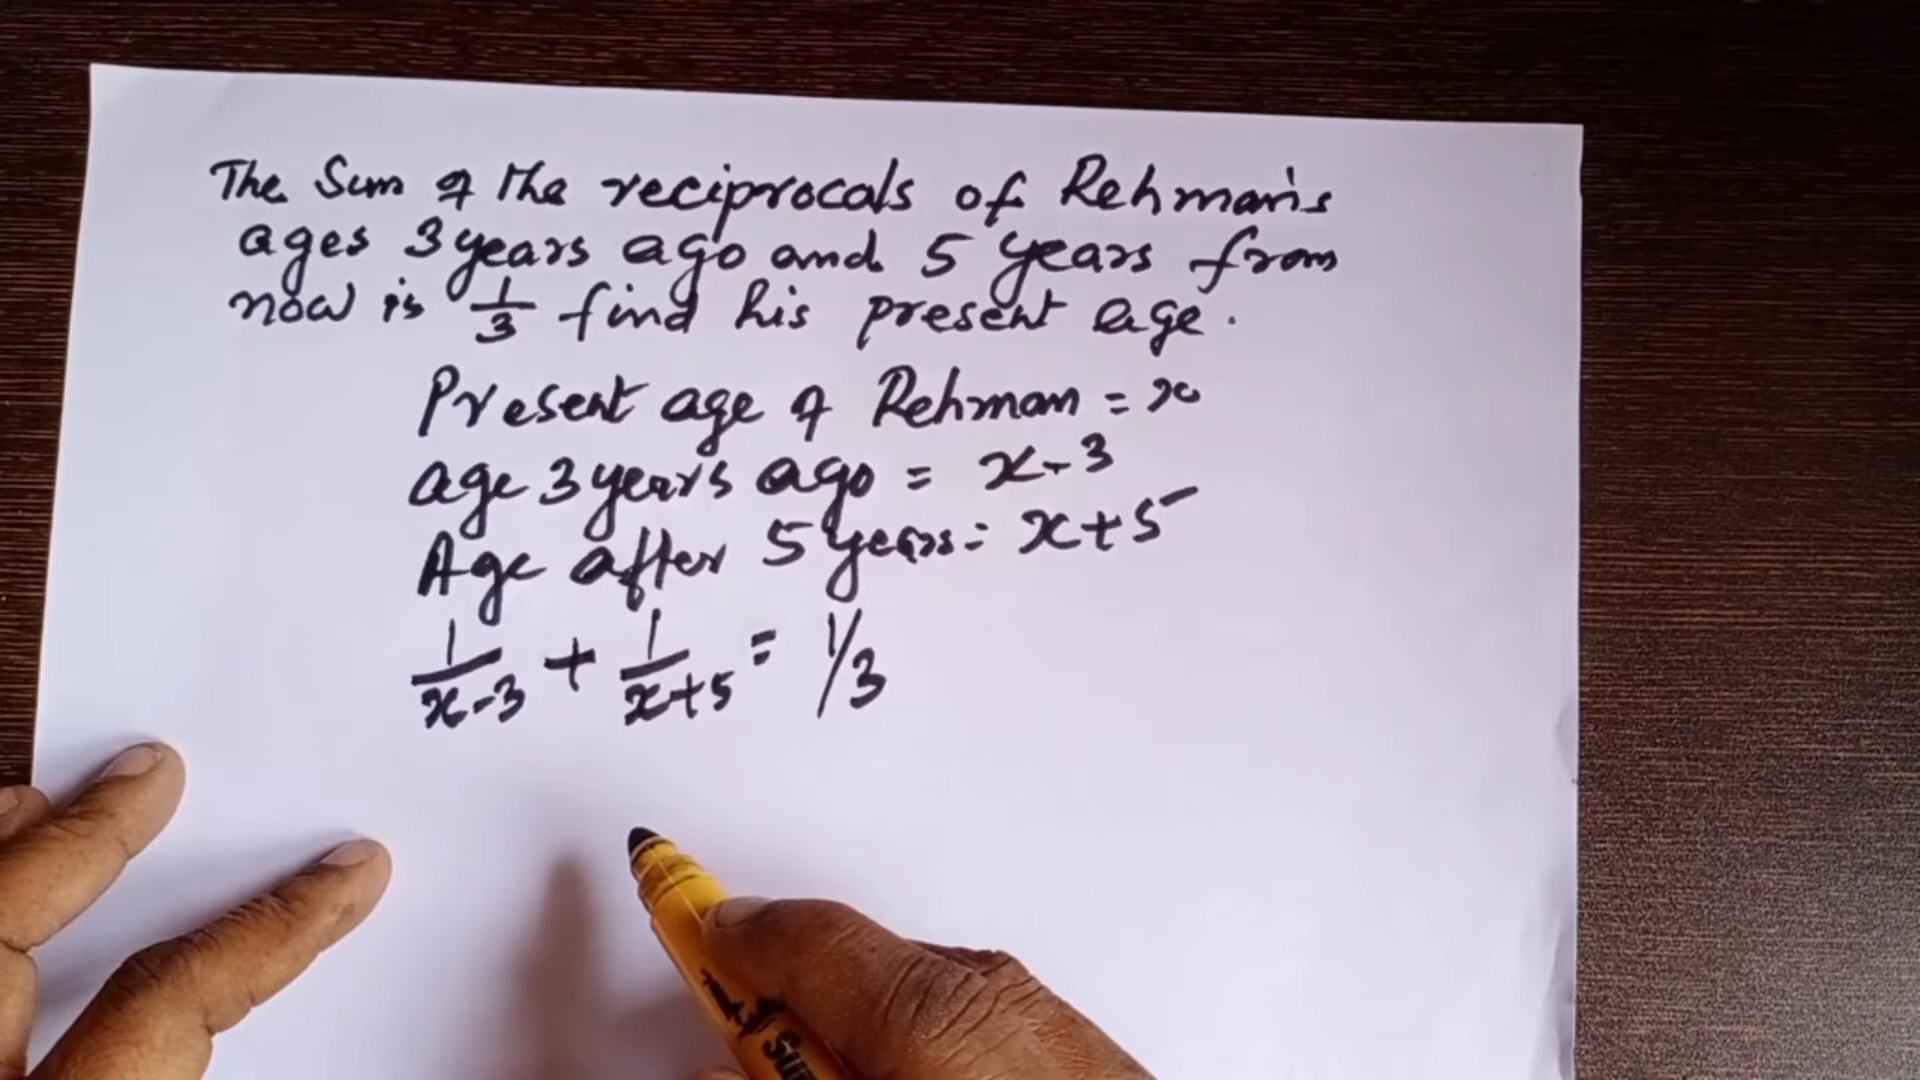 The Sum of the reciprocals of Rehman's
ages 3 years ago and 5 years from
now is 1/3 find his present age.
Present age of Rehman = x
age 3 years ago = x-3
Age after 5 years = x+5
1/x-3 + 1/x+5 = 1/3